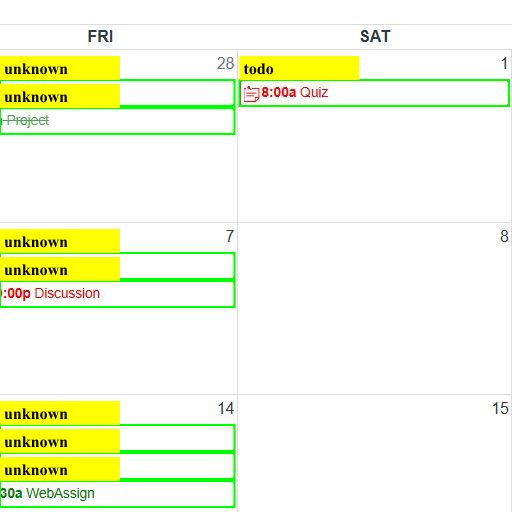 FRI SAT
unknown 28 todo 1
unknown 8:00a Quiz
Project
unknown 7 8
unknown
:00p Discussion
unknown 14 15
unknown
unknown
30a WebAssign